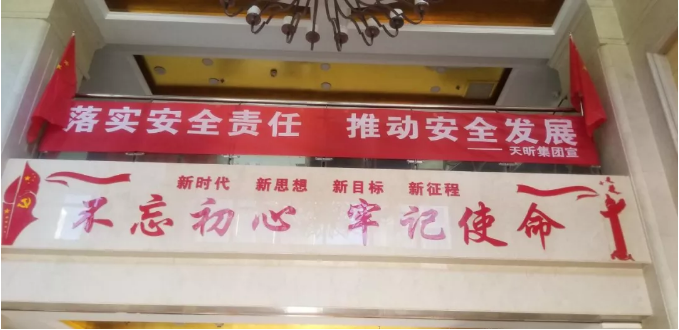 落实安全责任 推动安全发展
——天昕集团宣
新时代 新思想 新目标 新征程
不忘初心 牢记使命